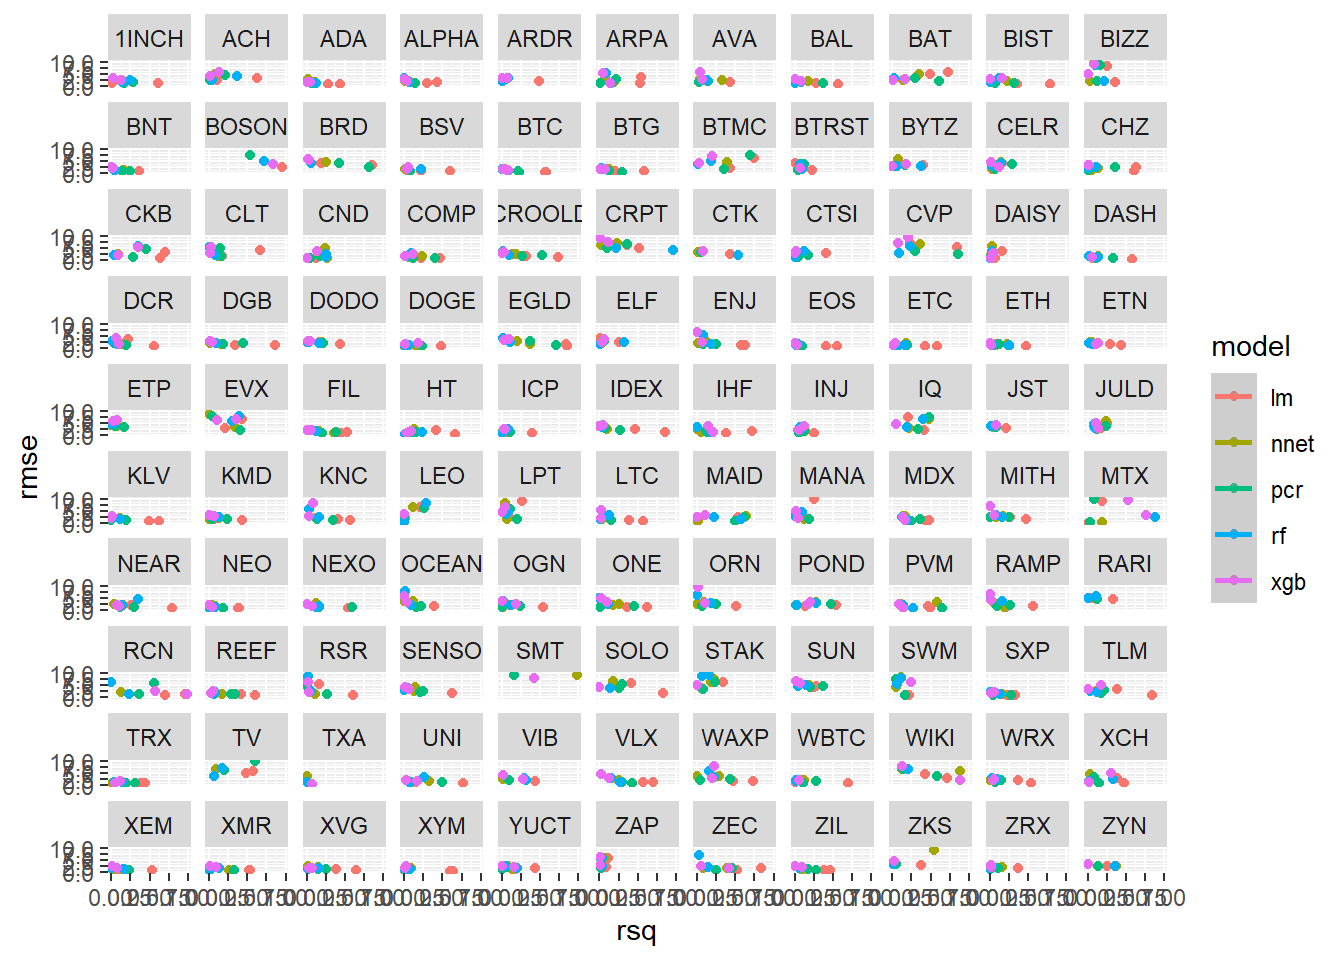 1INCH ACH ADA ALPHA ARDR ARPA AVA BAL BAT BIST BIZZ
BNT BOSON BRD BSV BTC BTG BTMC BTRST BYTZ CELR CHZ
CKB CLT CND COMP CROOLD CRPT CTK CTSI CVP DAISY DASH
DCR DGB DODO DOGE EGLD ELF ENJ EOS ETC ETH ETN
ETP EVX FIL HT ICP IDEX IHF INJ IQ JST JULD
KLV KMD KNC LEO LPT LTC MAID MANA MDX MITH MTX
NEAR NEO NEXO OCEAN OGN ONE ORN POND PVM RAMP RARI
RCN REEF RSR SENSO SMT SOLO STAK SUN SWM SXP TLM
TRX TV TXA UNI VIB VLX WAXP WBTC WIKI WRX XCH
XEM XMR XVG XYM YUCT ZAP ZEC ZIL ZKS ZRX ZYN
rmse
rsq
model
lm
nnet
pcr
rf
xgb